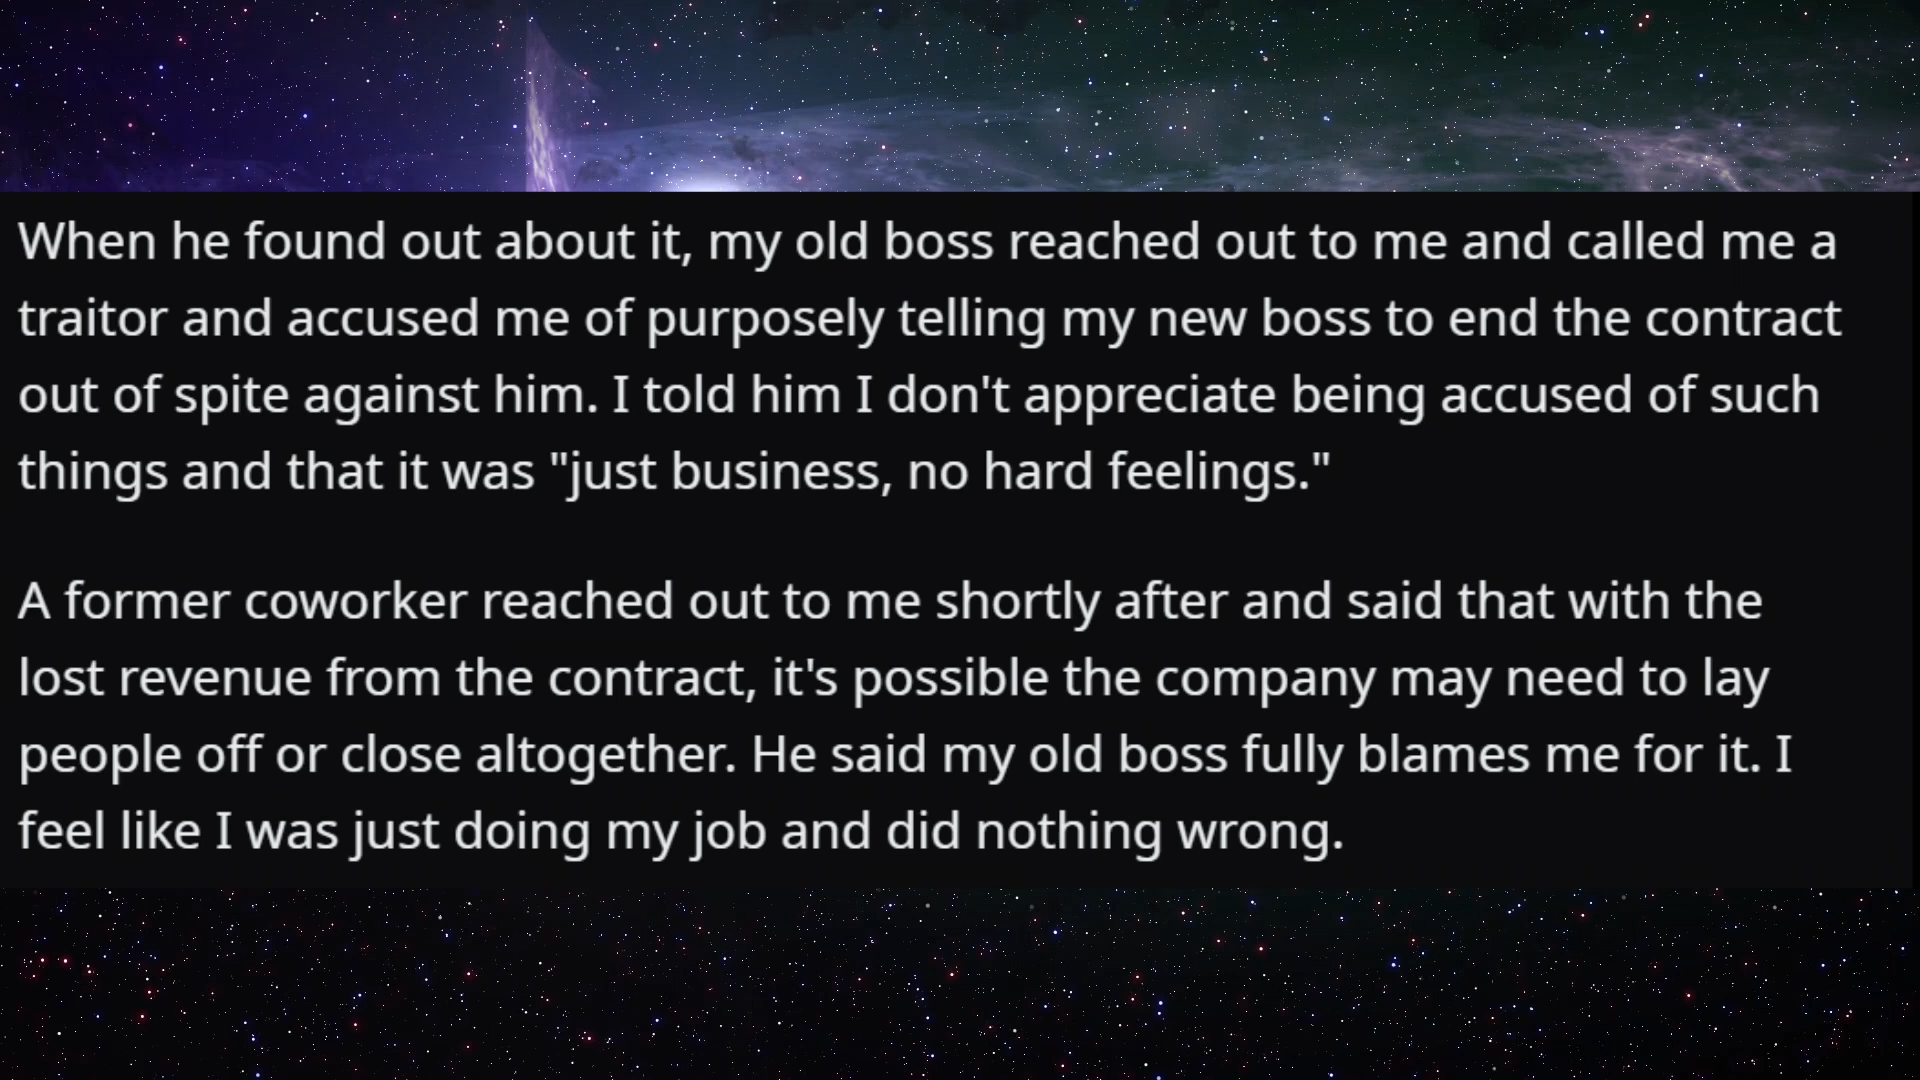 When he found out about it, my old boss reached out to me and called me a
traitor and accused me of purposely telling my new boss to end the contract
out of spite against him. I told him I don't appreciate being accused of such
things and that it was "just business, no hard feelings."
A former coworker reached out to me shortly after and said that with the
lost revenue from the contract, it's possible the company may need to lay
people off or close altogether. He said my old boss fully blames me for it. I
feel like I was just doing my job and did nothing wrong.